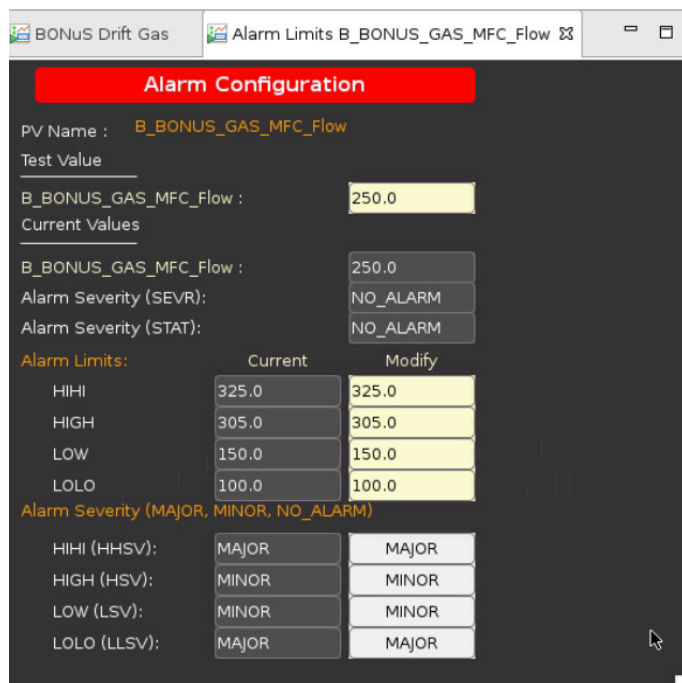 BONuS Drift Gas Alarm Limits B_BONUS_GAS_MFC_Flow
Alarm Configuration
PV Name : B_BONUS_GAS_MFC_Flow
Test Value
B_BONUS_GAS_MFC_Flow : 250.0
Current Values
B_BONUS_GAS_MFC_Flow : 250.0
Alarm Severity (SEVR): NO_ALARM
Alarm Severity (STAT): NO_ALARM
Alarm Limits: Current Modify
HIHI 325.0 325.0
HIGH 305.0 305.0
LOW 150.0 150.0
LOLO 100.0 100.0
Alarm Severity (MAJOR, MINOR, NO_ALARM)
HIHI (HHSV): MAJOR MAJOR
HIGH (HSV): MINOR MINOR
LOW (LSV): MINOR MINOR
LOLO (LLSV): MAJOR MAJOR